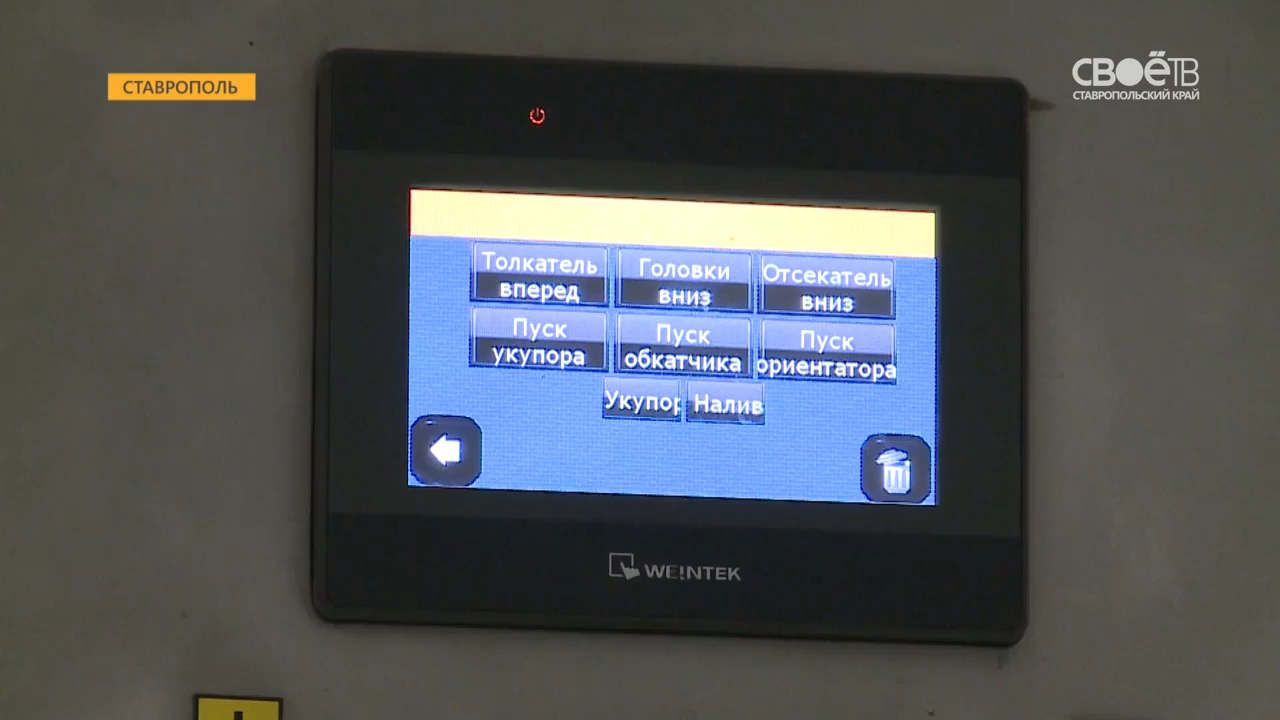 СТАВРОПОЛЬ
СВОЁТВ
СТАВРОПОЛЬСКИЙ КРАЙ
Толкатель
вперед
Головки
вниз
Отсекатель
вниз
Пуск
укупора
Пуск
обкатчика
Пуск
ориентатора
Укупор
Налив
WEINTEK